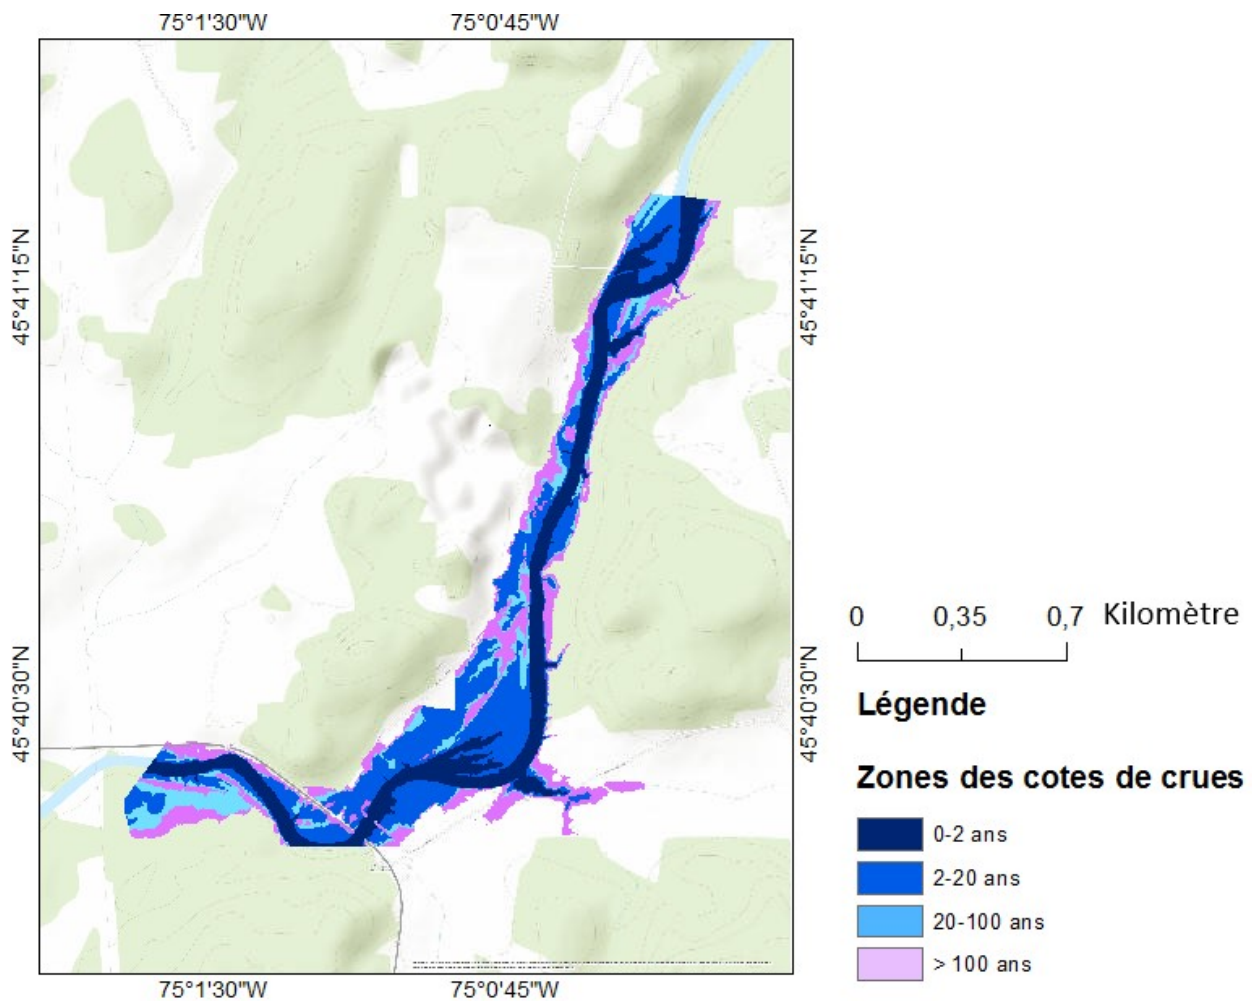 75°1'30"W 75°0'45"W
45°41'15"N 45°41'15"N
0 0,35 0,7 Kilomètre
45°40'30"N 45°40'30"N
Légende
Zones des cotes de crues
0-2 ans
2-20 ans
20-100 ans
> 100 ans
75°1'30"W 75°0'45"W